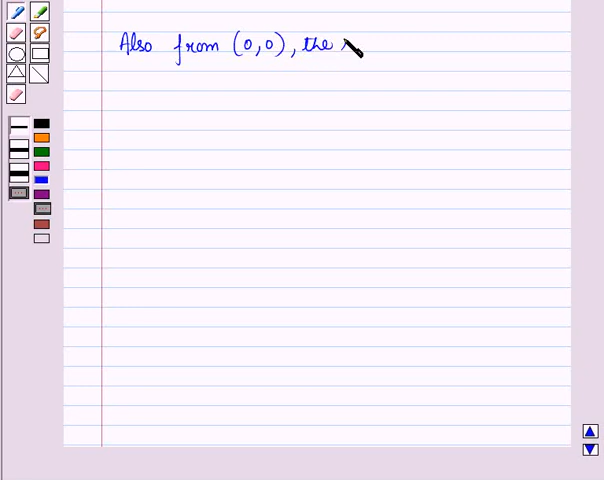 Also from (0,0), the